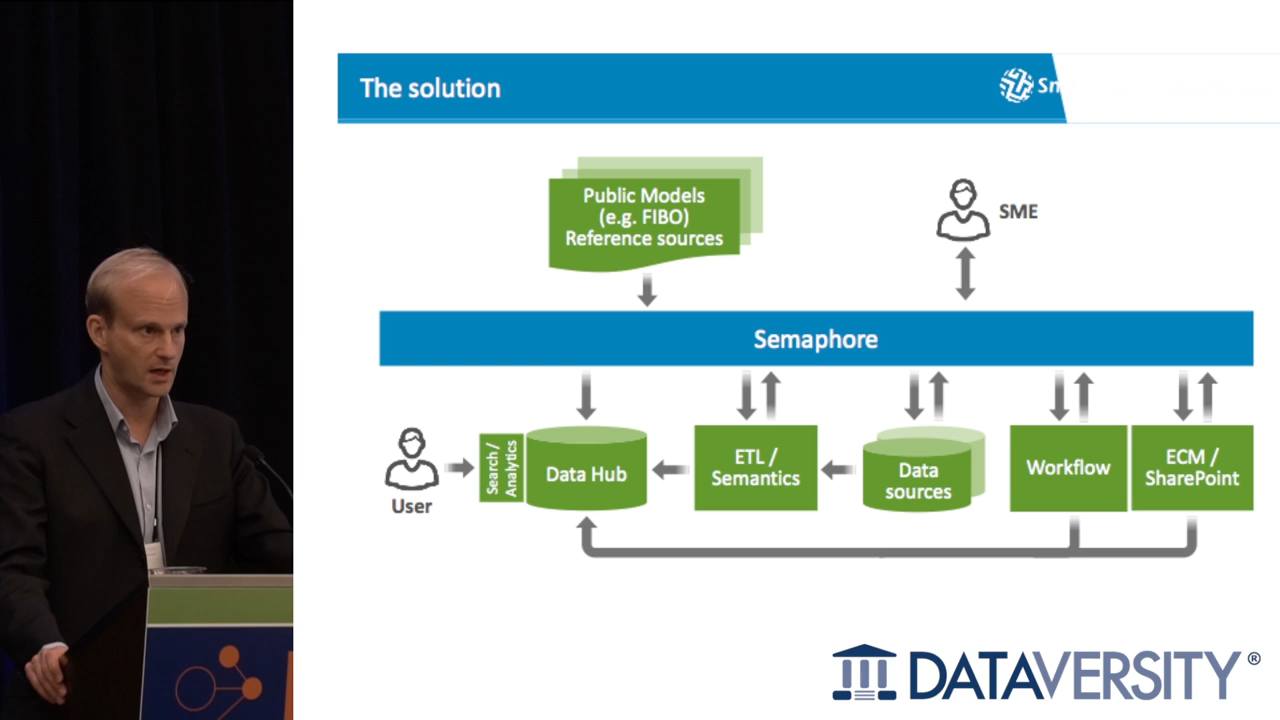 The solution
Public Models
(e.g. FIBO)
Reference sources
SME
Semaphore
User
Search /
Analytics
Data Hub
ETL /
Semantics
Data
sources
Workflow
ECM /
SharePoint
DATAVERSITY®